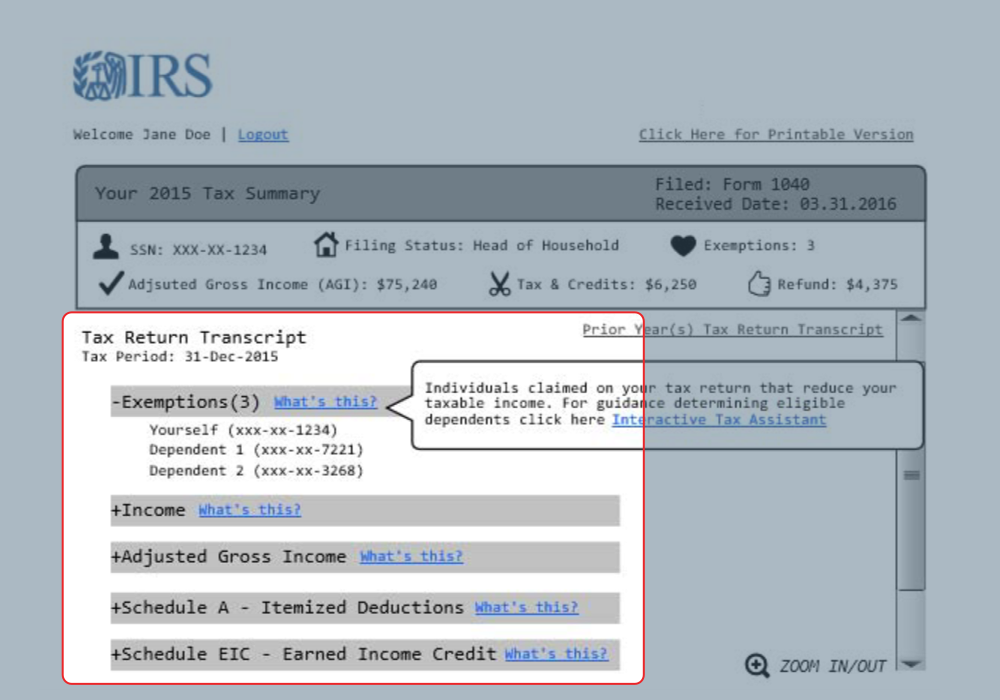 IRS
Welcome Jane Doe | Logout
Click Here for Printable Version
Your 2015 Tax Summary
Filed: Form 1040
Received Date: 03.31.2016
SSN: XXX-XX-1234
Filing Status: Head of Household
Exemptions: 3
Adjsuted Gross Income (AGI): $75,240
Tax & Credits: $6,250
Refund: $4,375
Tax Return Transcript
Tax Period: 31-Dec-2015
Prior Year(s) Tax Return Transcript
-Exemptions(3) What's this?
Individuals claimed on your tax return that reduce your
taxable income. For guidance determining eligible
dependents click here Interactive Tax Assistant
Yourself (xxx-xx-1234)
Dependent 1 (xxx-xx-7221)
Dependent 2 (xxx-xx-3268)
+Income What's this?
+Adjusted Gross Income What's this?
+Schedule A - Itemized Deductions What's this?
+Schedule EIC - Earned Income Credit What's this?
ZOOM IN/OUT